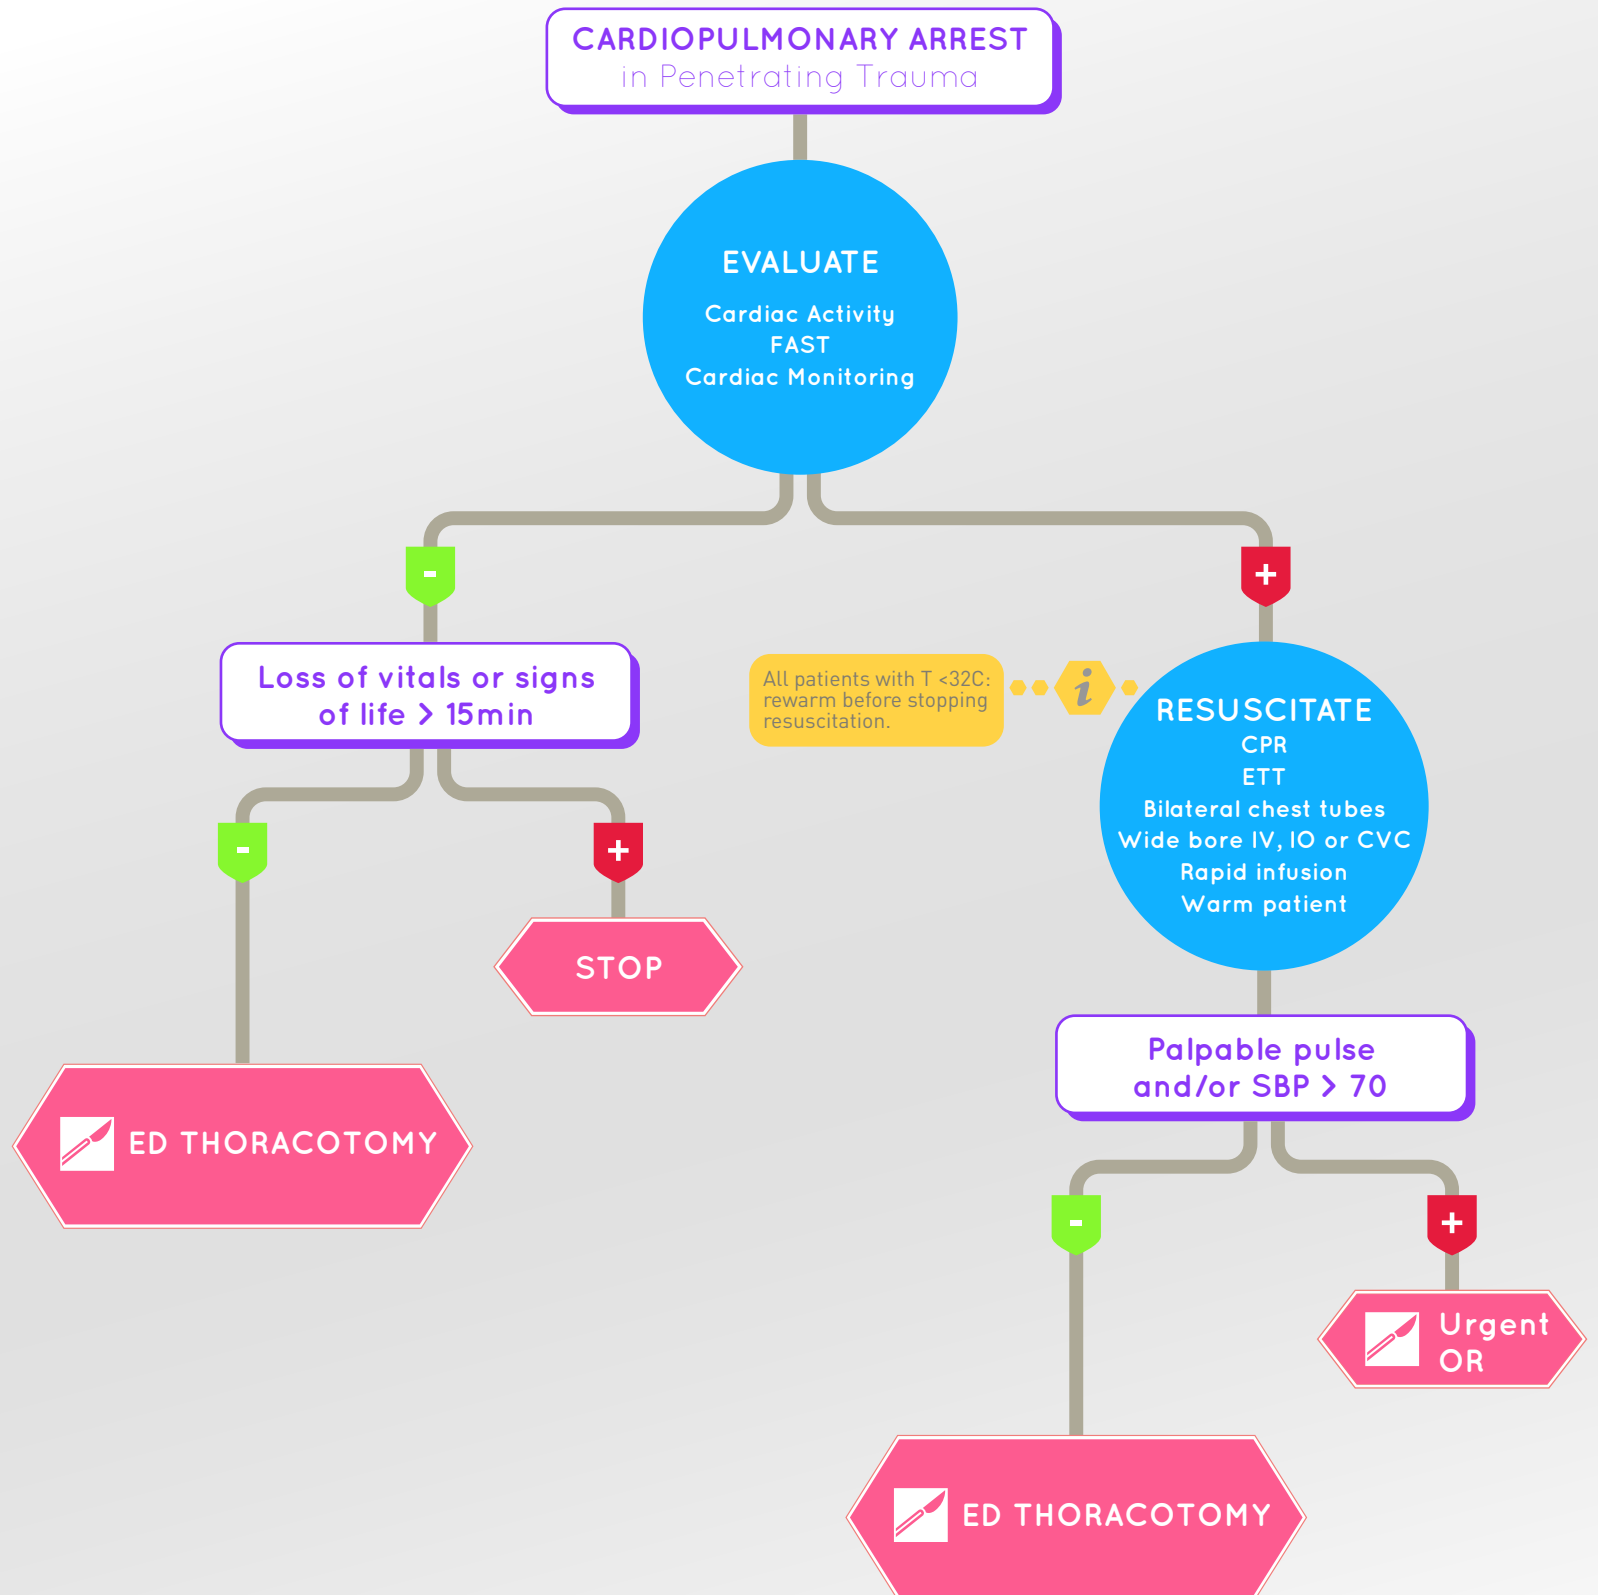 CARDIOPULMONARY ARREST
in Penetrating Trauma
EVALUATE
Cardiac Activity
FAST
Cardiac Monitoring
-
+
Loss of vitals or signs
of life > 15min
All patients with T <32C:
rewarm before stopping
resuscitation.
i
RESUSCITATE
CPR
ETT
Bilateral chest tubes
Wide bore IV, IO or CVC
Rapid infusion
Warm patient
-
+
STOP
ED THORACOTOMY
Palpable pulse
and/or SBP > 70
-
+
Urgent
OR
ED THORACOTOMY